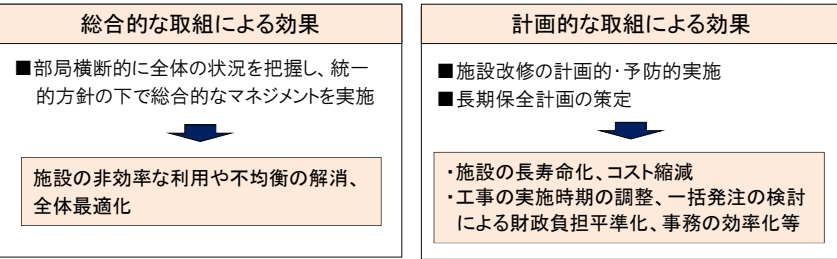 総合的な取組による効果
■部局横断的に全体の状況を把握し、統一
的方針の下で総合的なマネジメントを実施
施設の非効率な利用や不均衡の解消、
全体最適化
計画的な取組による効果
■施設改修の計画的・予防的実施
■長期保全計画の策定
・施設の長寿命化、コスト縮減
・工事の実施時期の調整、一括発注の検討
による財政負担平準化、事務の効率化等